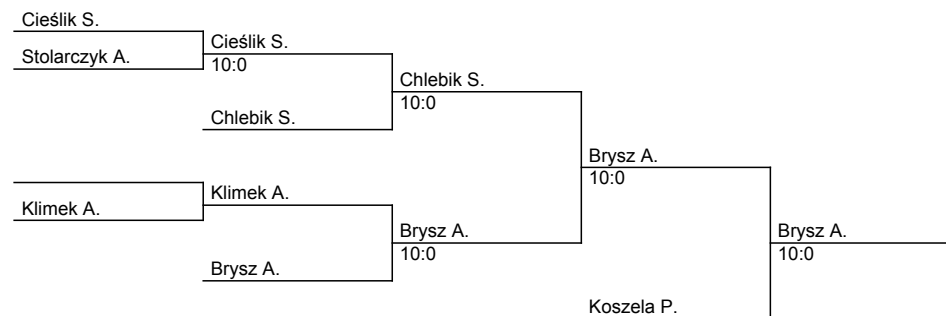 Cieślik S.
Stolarczyk A.
Cieślik S.
10:0
Chlebik S.
Chlebik S.
10:0
Klimek A.
Klimek A.
Brysz A.
Brysz A.
10:0
Brysz A.
10:0
Koszela P.
Brysz A.
10:0